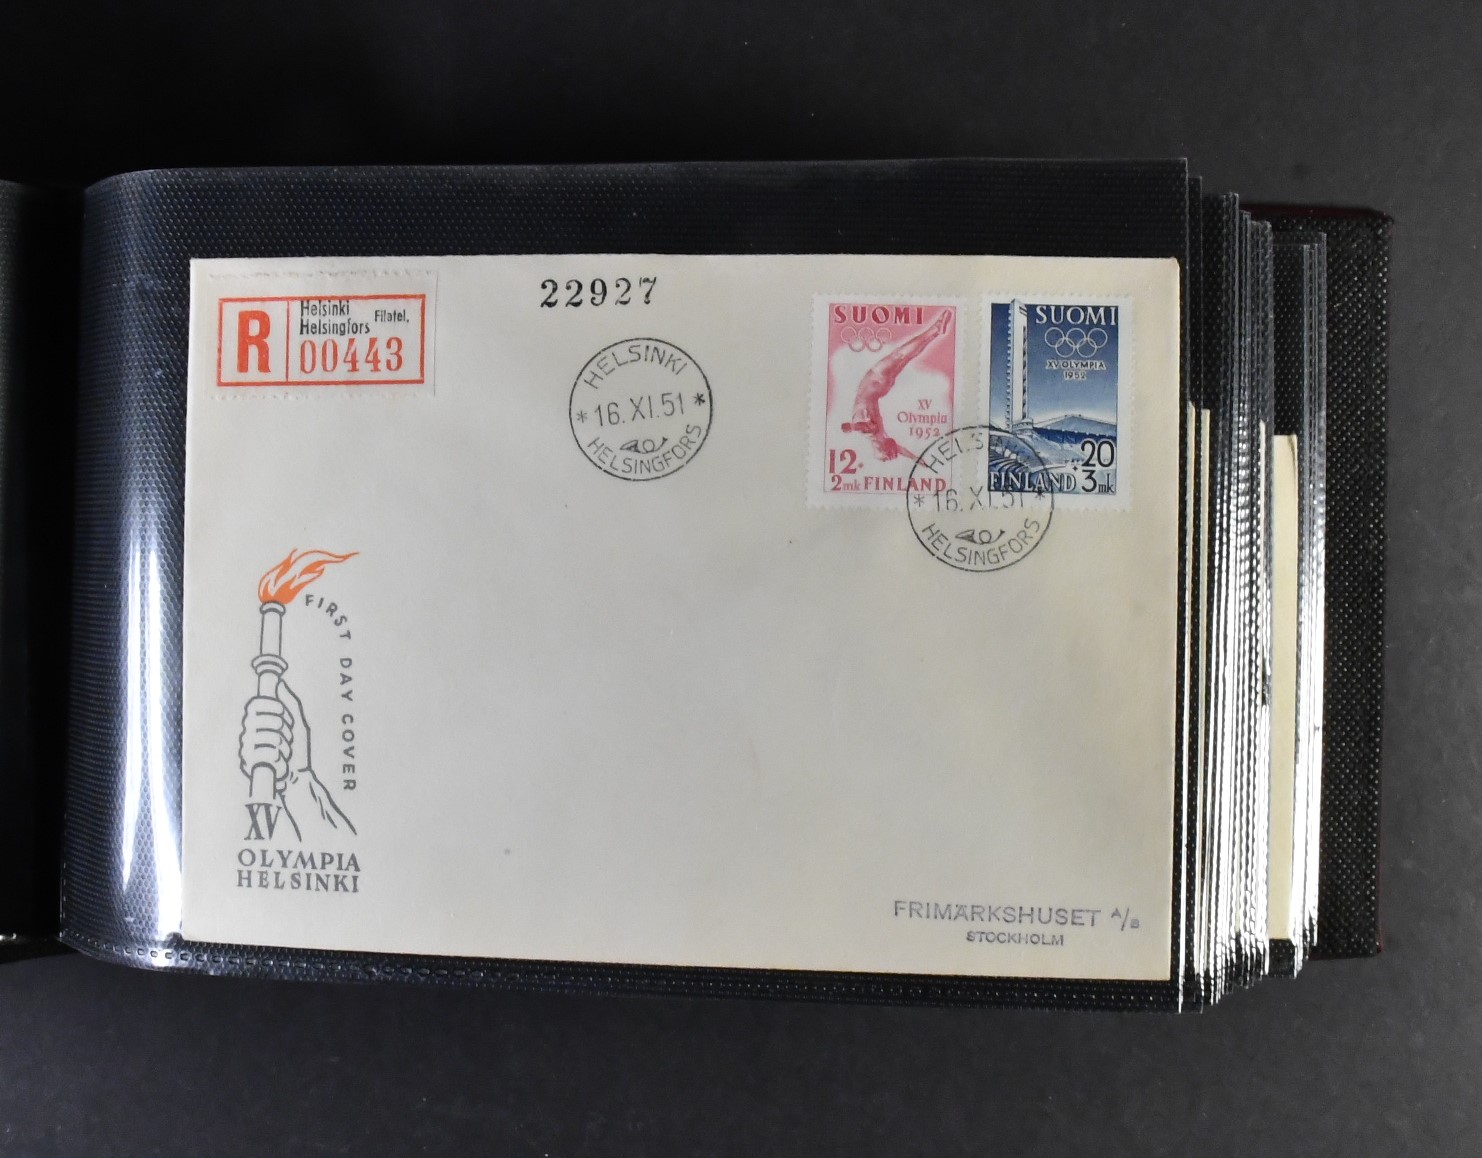 R
Helsinki
Helsingfors Filatel.
00443
22927
HELSINKI
* 16.XI.51 *
HELSINGFORS
SUOMI
XV
Olympia
1952
12+
2mk FINLAND
SUOMI
XV OLYMPIA
1952
20
FINLAND +3mk
HELSINKI
* 16.XI.51 *
HELSINGFORS
FIRST DAY COVER
XV
OLYMPIA
HELSINKI
FRIMÄRKSHUSET A/B
STOCKHOLM